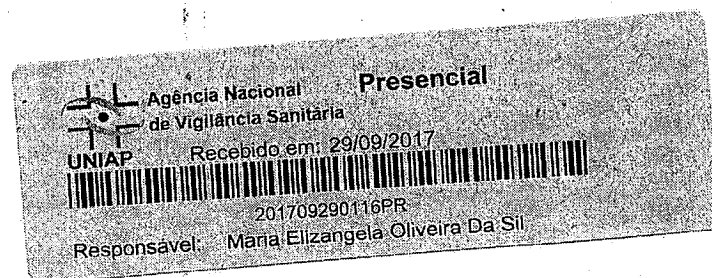 Agência Nacional
de Vigilância Sanitária
Presencial
UNIAP
Recebido em: 29/09/2017
201709290116PR
Responsável: Maria Elizangela Oliveira Da Sil